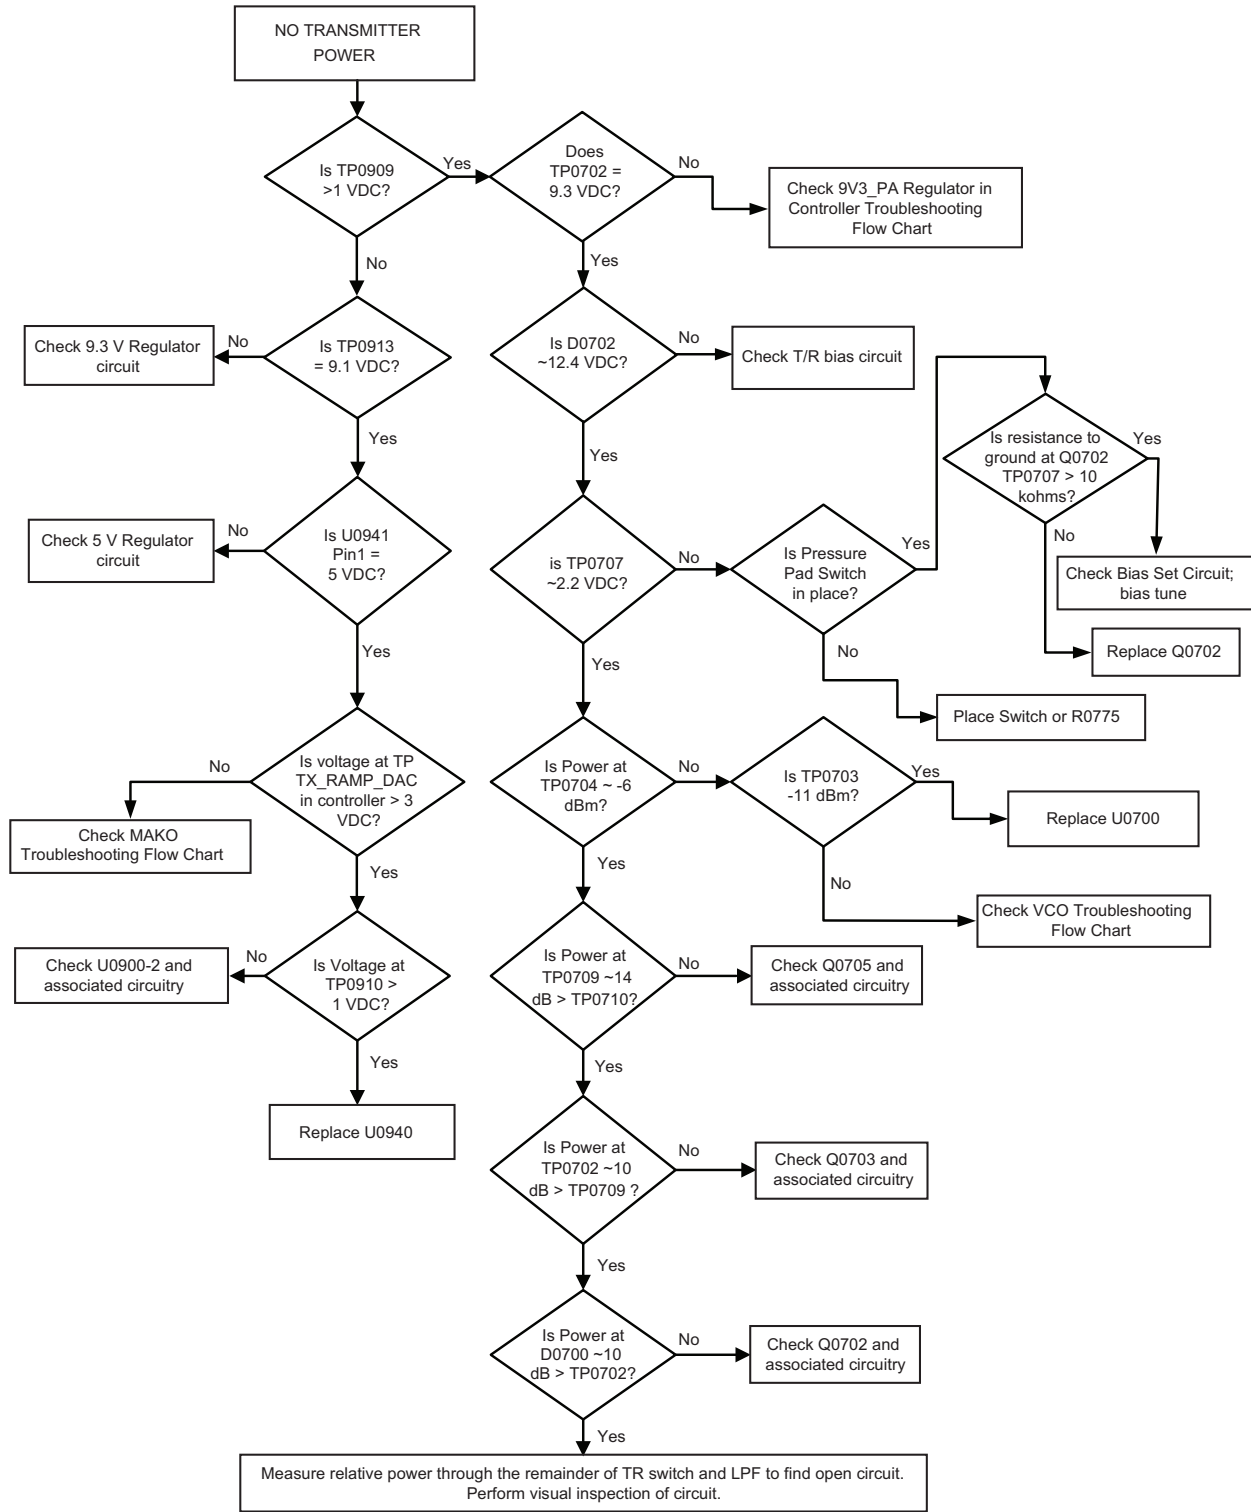 NO TRANSMITTER
POWER
Is TP0909
>1 VDC?
Yes
No
Does
TP0702 =
9.3 VDC?
No
Yes
Check 9V3_PA Regulator in
Controller Troubleshooting
Flow Chart
Is TP0913
= 9.1 VDC?
No
Yes
Check 9.3 V Regulator
circuit
Is D0702
~12.4 VDC?
No
Yes
Check T/R bias circuit
Is resistance to
ground at Q0702
TP0707 > 10
kohms?
Yes
No
Check Bias Set Circuit;
bias tune
Replace Q0702
Is U0941
Pin1 =
5 VDC?
No
Yes
Check 5 V Regulator
circuit
is TP0707
~2.2 VDC?
No
Yes
Is Pressure
Pad Switch
in place?
Yes
No
Place Switch or R0775
Is voltage at TP
TX_RAMP_DAC
in controller > 3
VDC?
No
Yes
Check MAKO
Troubleshooting Flow Chart
Is Power at
TP0704 ~ -6
dBm?
No
Yes
Is TP0703
-11 dBm?
Yes
No
Replace U0700
Check VCO Troubleshooting
Flow Chart
Is Voltage at
TP0910 >
1 VDC?
No
Yes
Check U0900-2 and
associated circuitry
Replace U0940
Is Power at
TP0709 ~14
dB > TP0710?
No
Yes
Check Q0705 and
associated circuitry
Is Power at
TP0702 ~10
dB > TP0709 ?
No
Yes
Check Q0703 and
associated circuitry
Is Power at
D0700 ~10
dB > TP0702?
No
Yes
Check Q0702 and
associated circuitry
Measure relative power through the remainder of TR switch and LPF to find open circuit.
Perform visual inspection of circuit.